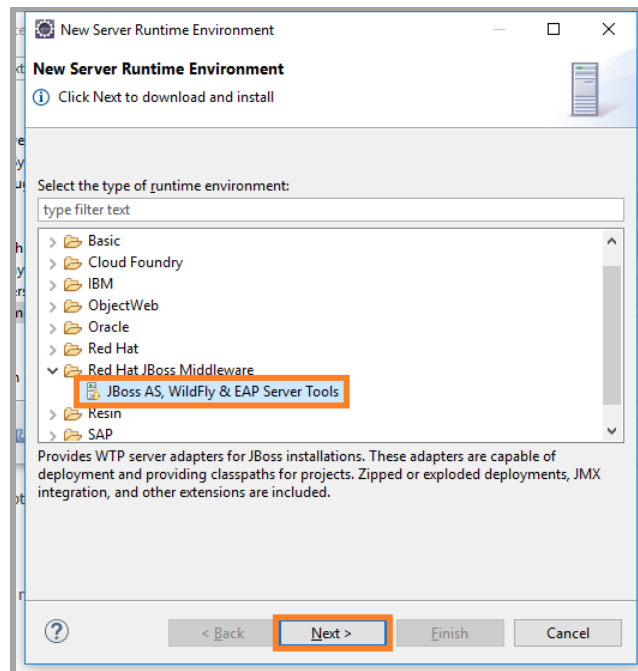 New Server Runtime Environment
New Server Runtime Environment
Click Next to download and install
Select the type of runtime environment:
type filter text
Basic
Cloud Foundry
IBM
ObjectWeb
Oracle
Red Hat
Red Hat JBoss Middleware
JBoss AS, WildFly & EAP Server Tools
Resin
SAP
Provides WTP server adapters for JBoss installations. These adapters are capable of
deployment and providing classpaths for projects. Zipped or exploded deployments, JMX
integration, and other extensions are included.
? < Back Next > Finish Cancel